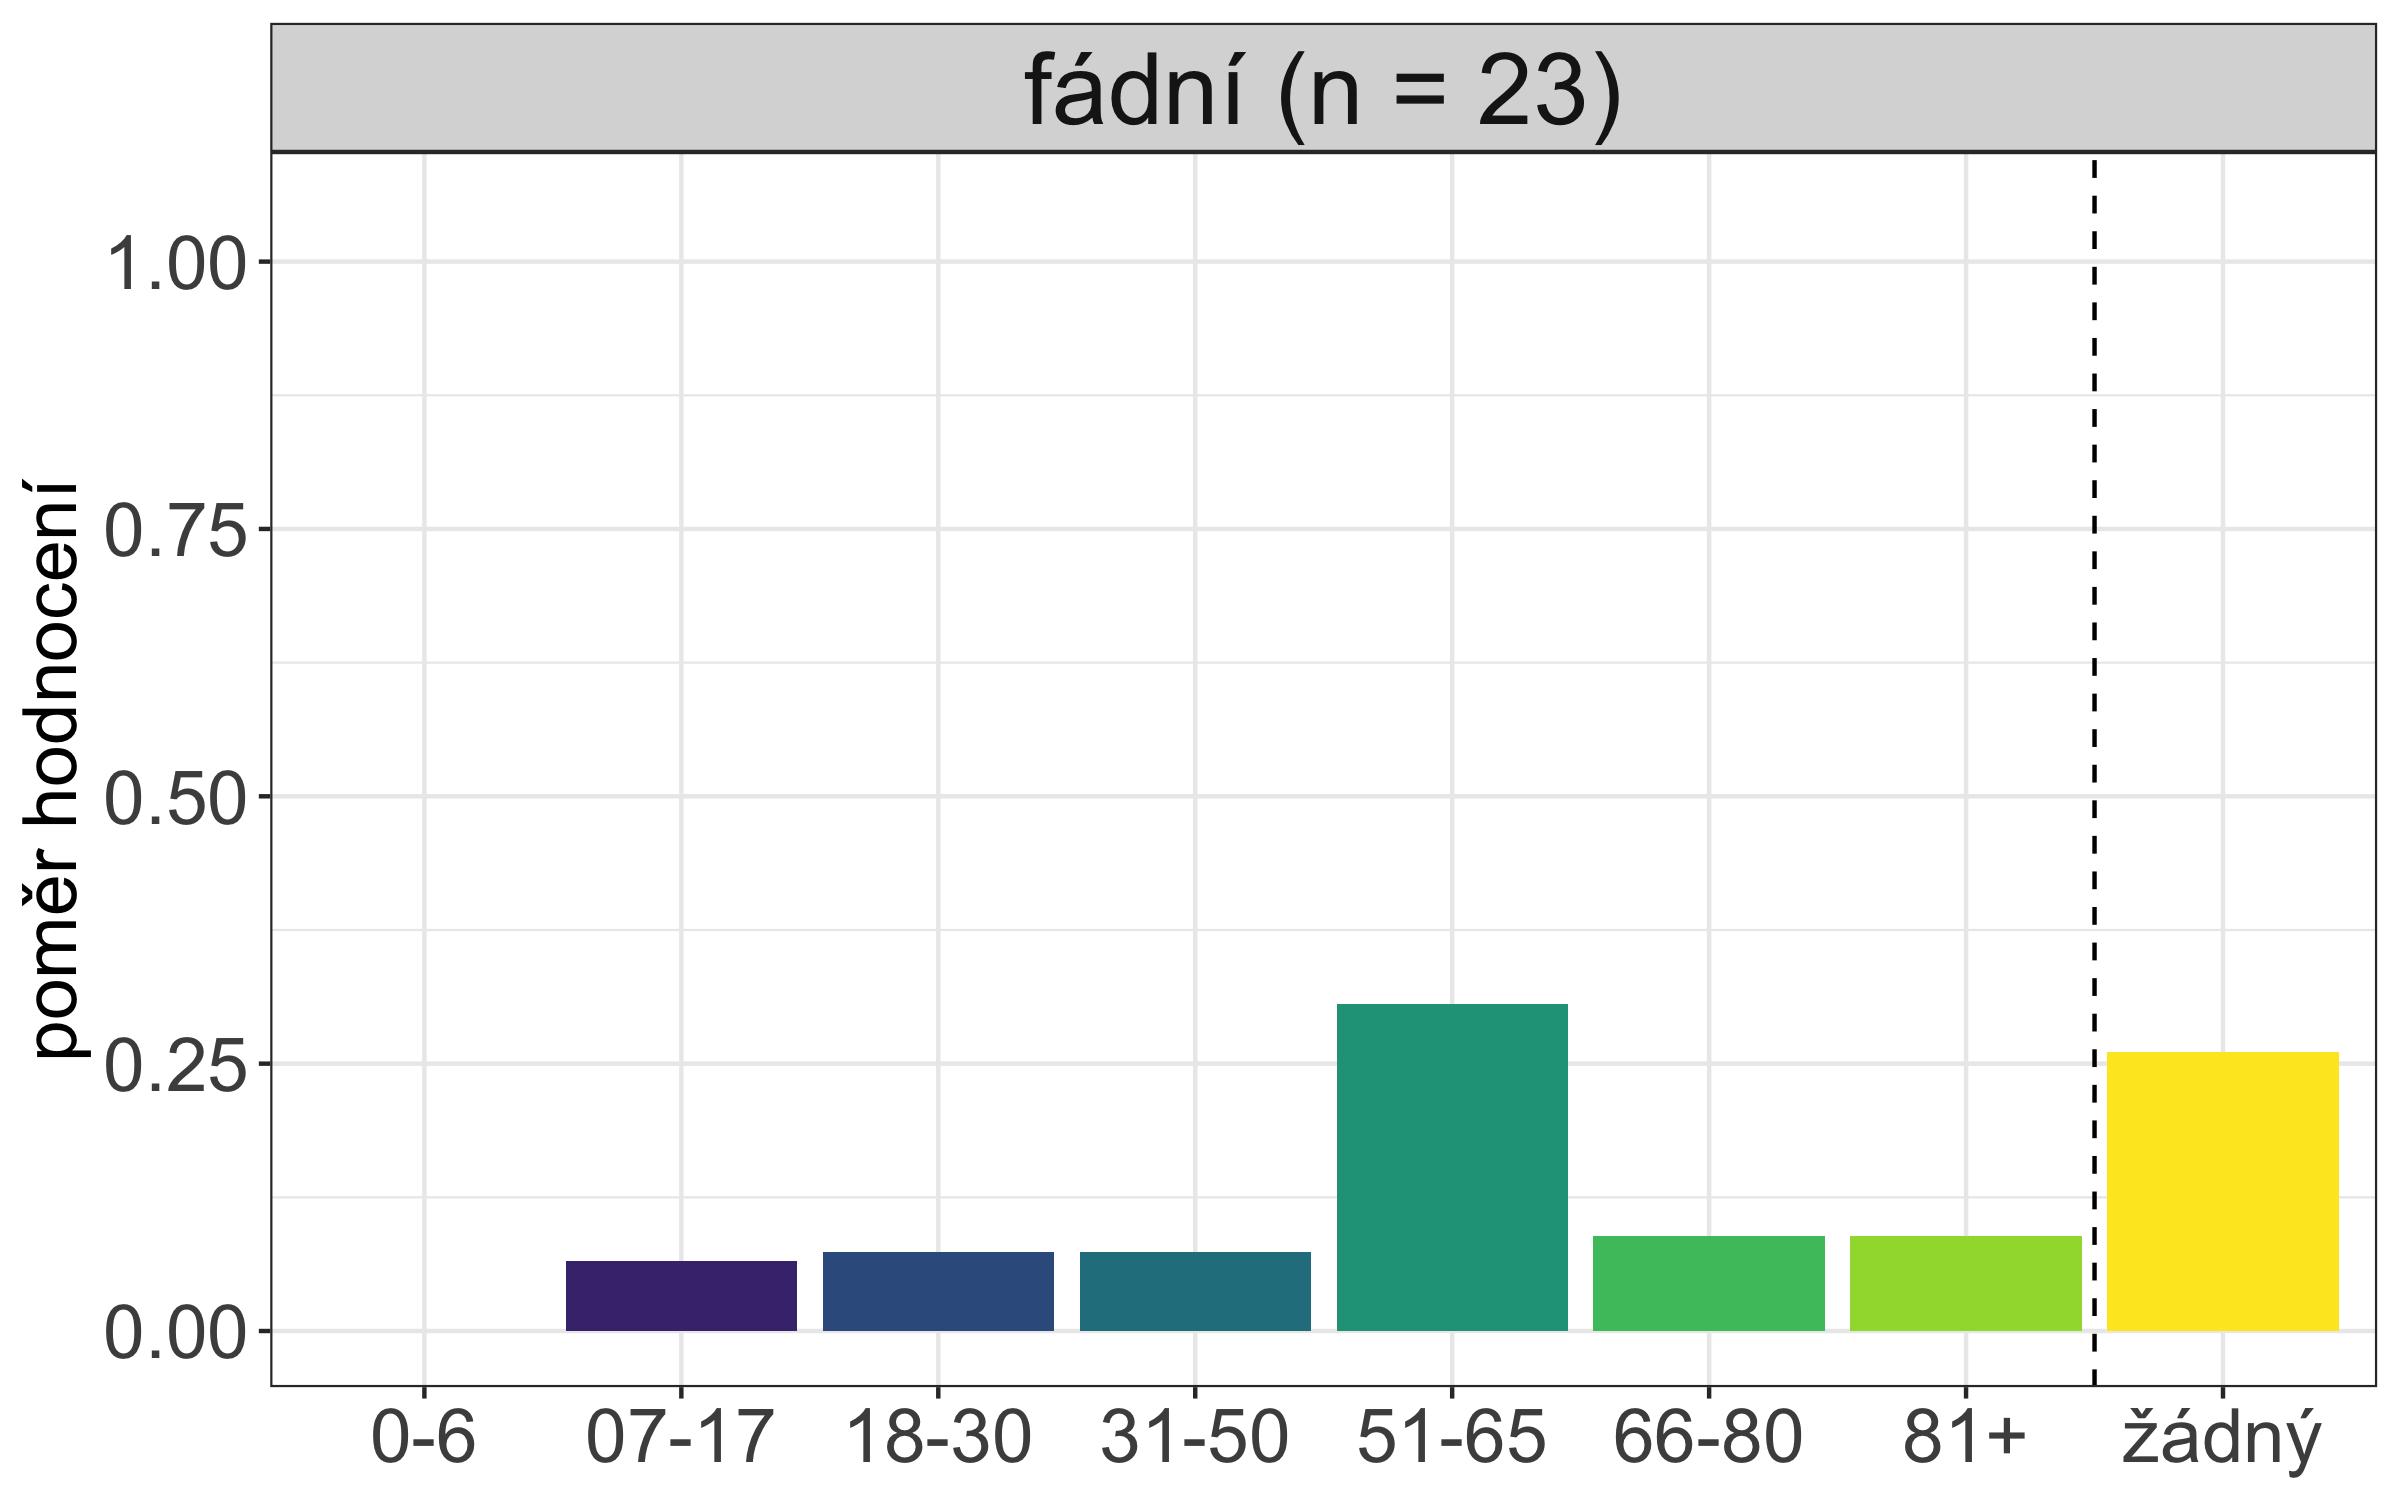 fádní (n = 23)
poměr hodnocení
1.00
0.75
0.50
0.25
0.00
0-6 07-17 18-30 31-50 51-65 66-80 81+ žádný